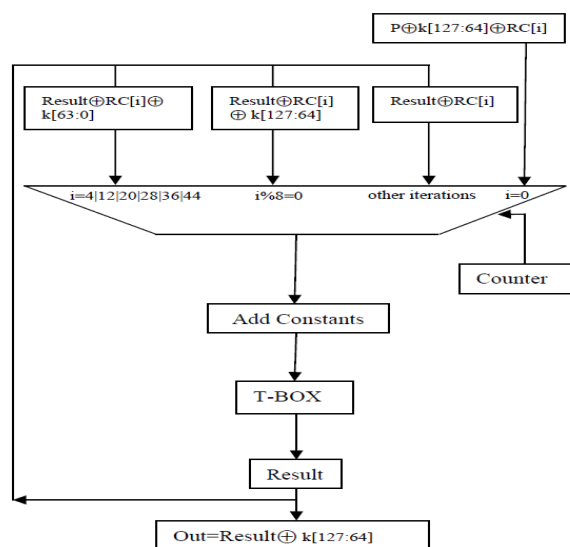 P⊕k[127:64]⊕RC[i]
Result⊕RC[i]⊕
k[63:0]
Result⊕RC[i]
⊕ k[127:64]
Result⊕RC[i]
i=4|12|20|28|36|44
i%8=0
other iterations
i=0
Counter
Add Constants
T-BOX
Result
Out=Result⊕ k[127:64]